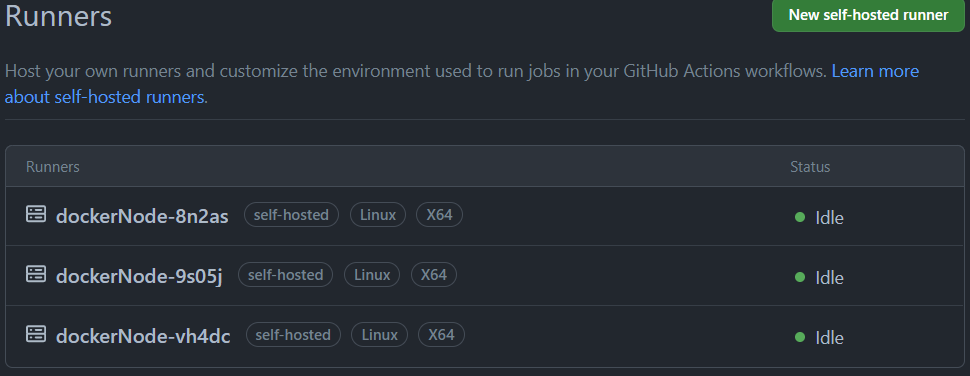 Runners
New self-hosted runner
Host your own runners and customize the environment used to run jobs in your GitHub Actions workflows. Learn more
about self-hosted runners.
Runners Status
dockerNode-8n2as self-hosted Linux X64 Idle
dockerNode-9s05j self-hosted Linux X64 Idle
dockerNode-vh4dc self-hosted Linux X64 Idle